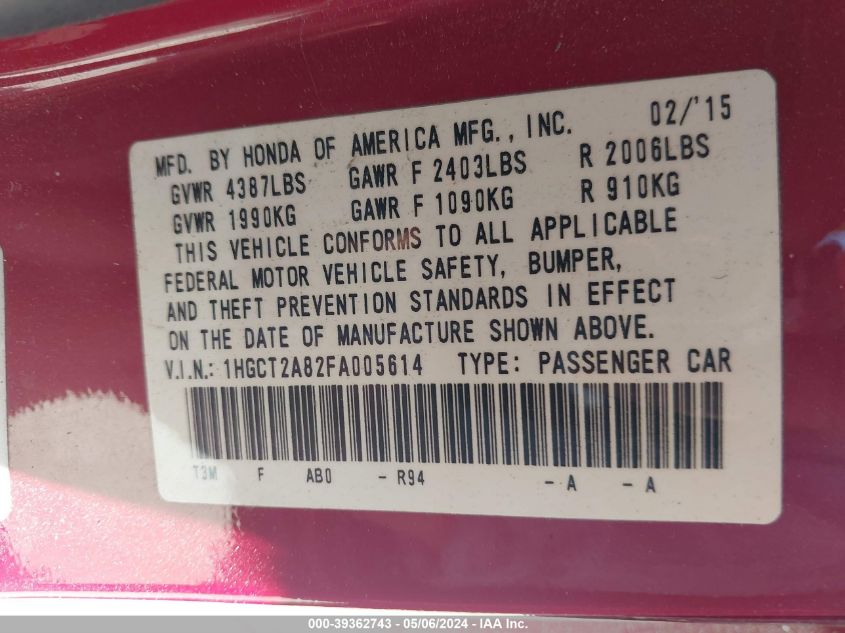 MFD. BY HONDA OF AMERICA MFG., INC. 02/'15
GVWR 4387LBS GAWR F 2403LBS R 2006LBS
GVWR 1990KG GAWR F 1090KG R 910KG
THIS VEHICLE CONFORMS TO ALL APPLICABLE
FEDERAL MOTOR VEHICLE SAFETY, BUMPER,
AND THEFT PREVENTION STANDARDS IN EFFECT
ON THE DATE OF MANUFACTURE SHOWN ABOVE.
V.I.N.: 1HGCT2A82FA005614 TYPE: PASSENGER CAR
T3M F AB0 - R94 - A - A
000-39362743 - 05/06/2024 - IAAI - Copart